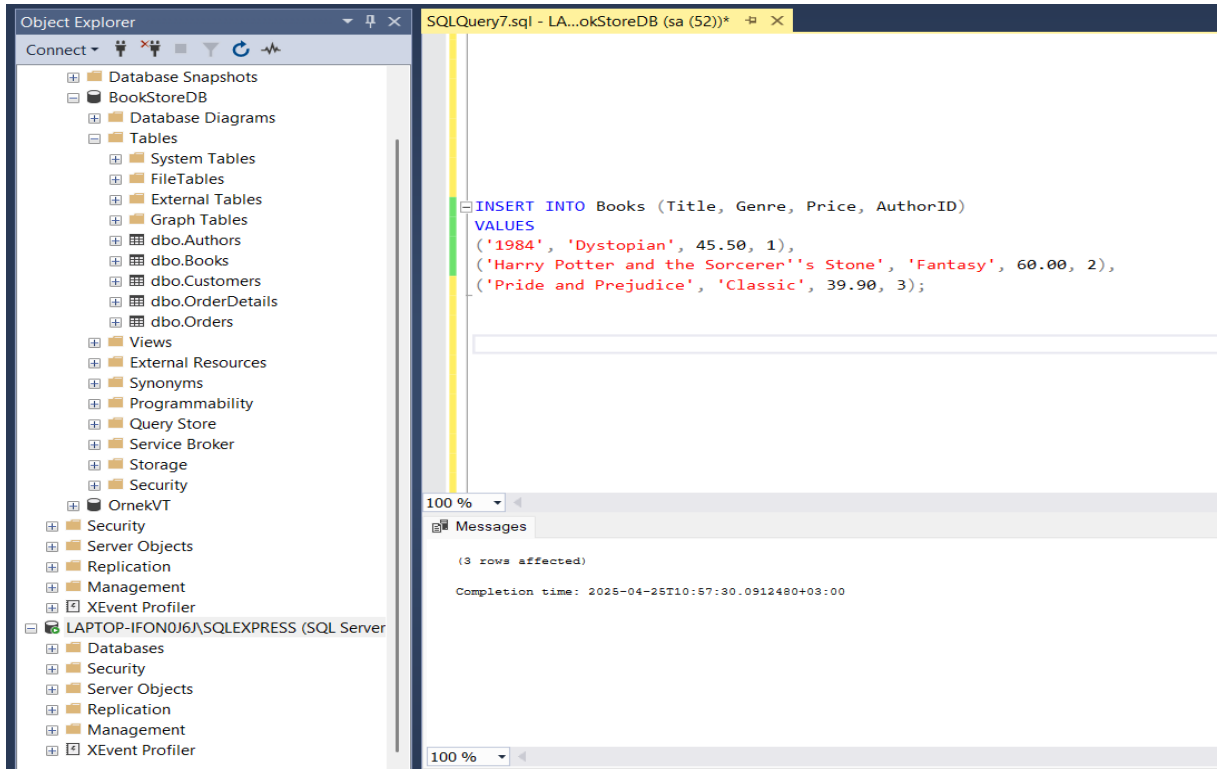 Object Explorer
Connect
Database Snapshots
BookStoreDB
Database Diagrams
Tables
System Tables
FileTables
External Tables
Graph Tables
dbo.Authors
dbo.Books
dbo.Customers
dbo.OrderDetails
dbo.Orders
Views
External Resources
Synonyms
Programmability
Query Store
Service Broker
Storage
Security
OrnekVT
Security
Server Objects
Replication
Management
XEvent Profiler
LAPTOP-IFON0J6J\SQLEXPRESS (SQL Server
Databases
Security
Server Objects
Replication
Management
XEvent Profiler
SQLQuery7.sql - LA...okStoreDB (sa (52))*
INSERT INTO Books (Title, Genre, Price, AuthorID)
VALUES
('1984', 'Dystopian', 45.50, 1),
('Harry Potter and the Sorcerer''s Stone', 'Fantasy', 60.00, 2),
('Pride and Prejudice', 'Classic', 39.90, 3);
100 %
Messages
(3 rows affected)
Completion time: 2025-04-25T10:57:30.0912480+03:00
100 %